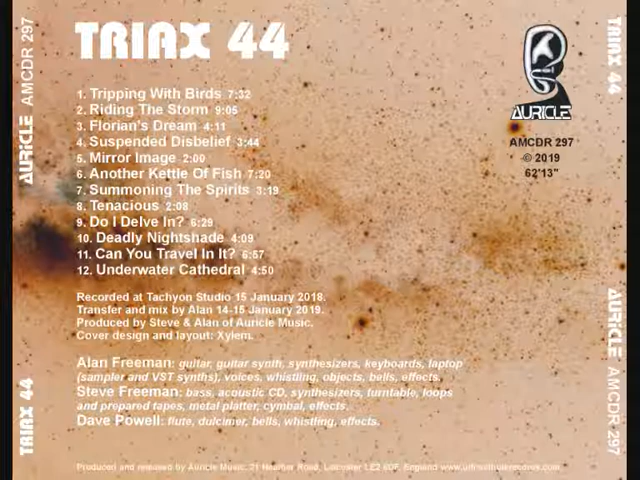 TRIAX 44
1. Tripping With Birds 7:32
2. Riding The Storm 9:05
3. Florian's Dream 4:11
4. Suspended Disbelief 3:44
5. Mirror Image 2:00
6. Another Kettle Of Fish 7:20
7. Summoning The Spirits 3:19
8. Tenacious 2:08
9. Do I Delve In? 6:29
10. Deadly Nightshade 4:09
11. Can You Travel In It? 6:57
12. Underwater Cathedral 4:50
Recorded at Tachyon Studio 15 January 2018.
Transfer and mix by Alan 14-15 January 2019.
Produced by Steve & Alan of Auricle Music.
Cover design and layout: Xylem.
Alan Freeman: guitar, guitar synth, synthesizers, keyboards, laptop
(sampler and VST synths), voices, whistling, objects, bells, effects.
Steve Freeman: bass, acoustic CD, synthesizers, turntable, loops
and prepared tapes, metal platter, cymbal, effects.
Dave Powell: flute, dulcimer, bells, whistling, effects.
Produced and released by Auricle Music, 21 Road, Leicester LE2 6DF, England
AURICLE
AMCDR 297
© 2019
62'13"
AURICLE AMCDR 297
TRIAX 44
TRIAX 44
AURICLE AMCDR 297